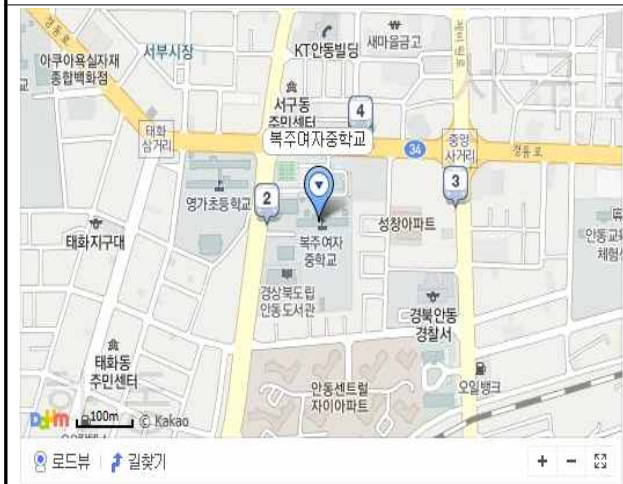 경동로
서부시장
KT안동빌딩
새마을금고
아쿠아욕실자재
종합백화점
서구동
주민센터
4
태화
삼거리
복주여자중학교
34
중앙
사거리
경동로
영가초등학교
2
3
태화지구대
복주여자
중학교
성창아파트
경상북도립
안동도서관
경북안동
경찰서
태화동
주민센터
안동센트럴
자이아파트
오일뱅크
Daum
100m
© Kakao
로드뷰
길찾기